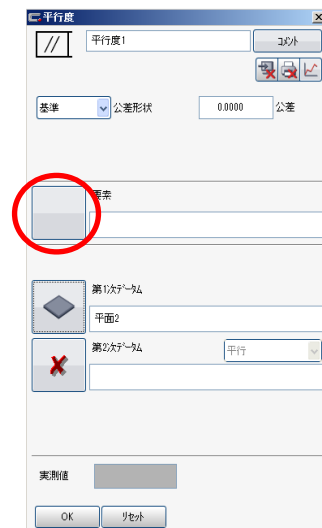 平行度
平行度1
コメント
基準 公差形状 0.0000 公差
要素
第1次データム
平面2
第2次データム 平行
実測値
OK リセット